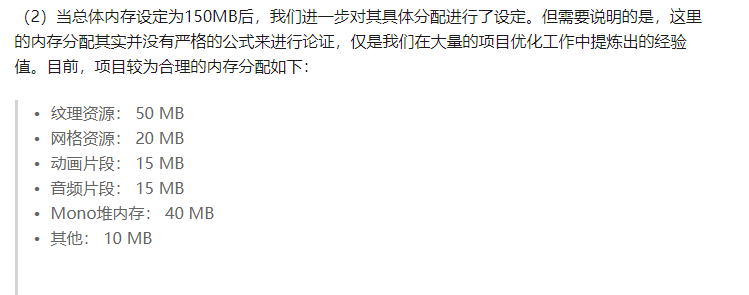 （2）当总体内存设定为150MB后，我们进一步对其具体分配进行了设定。但需要说明的是，这里
的内存分配其实并没有严格的公式来进行论证，仅是我们在大量的项目优化工作中提炼出的经验
值。目前，项目较为合理的内存分配如下：
• 纹理资源： 50 MB
• 网格资源： 20 MB
• 动画片段： 15 MB
• 音频片段： 15 MB
• Mono堆内存： 40 MB
• 其他： 10 MB